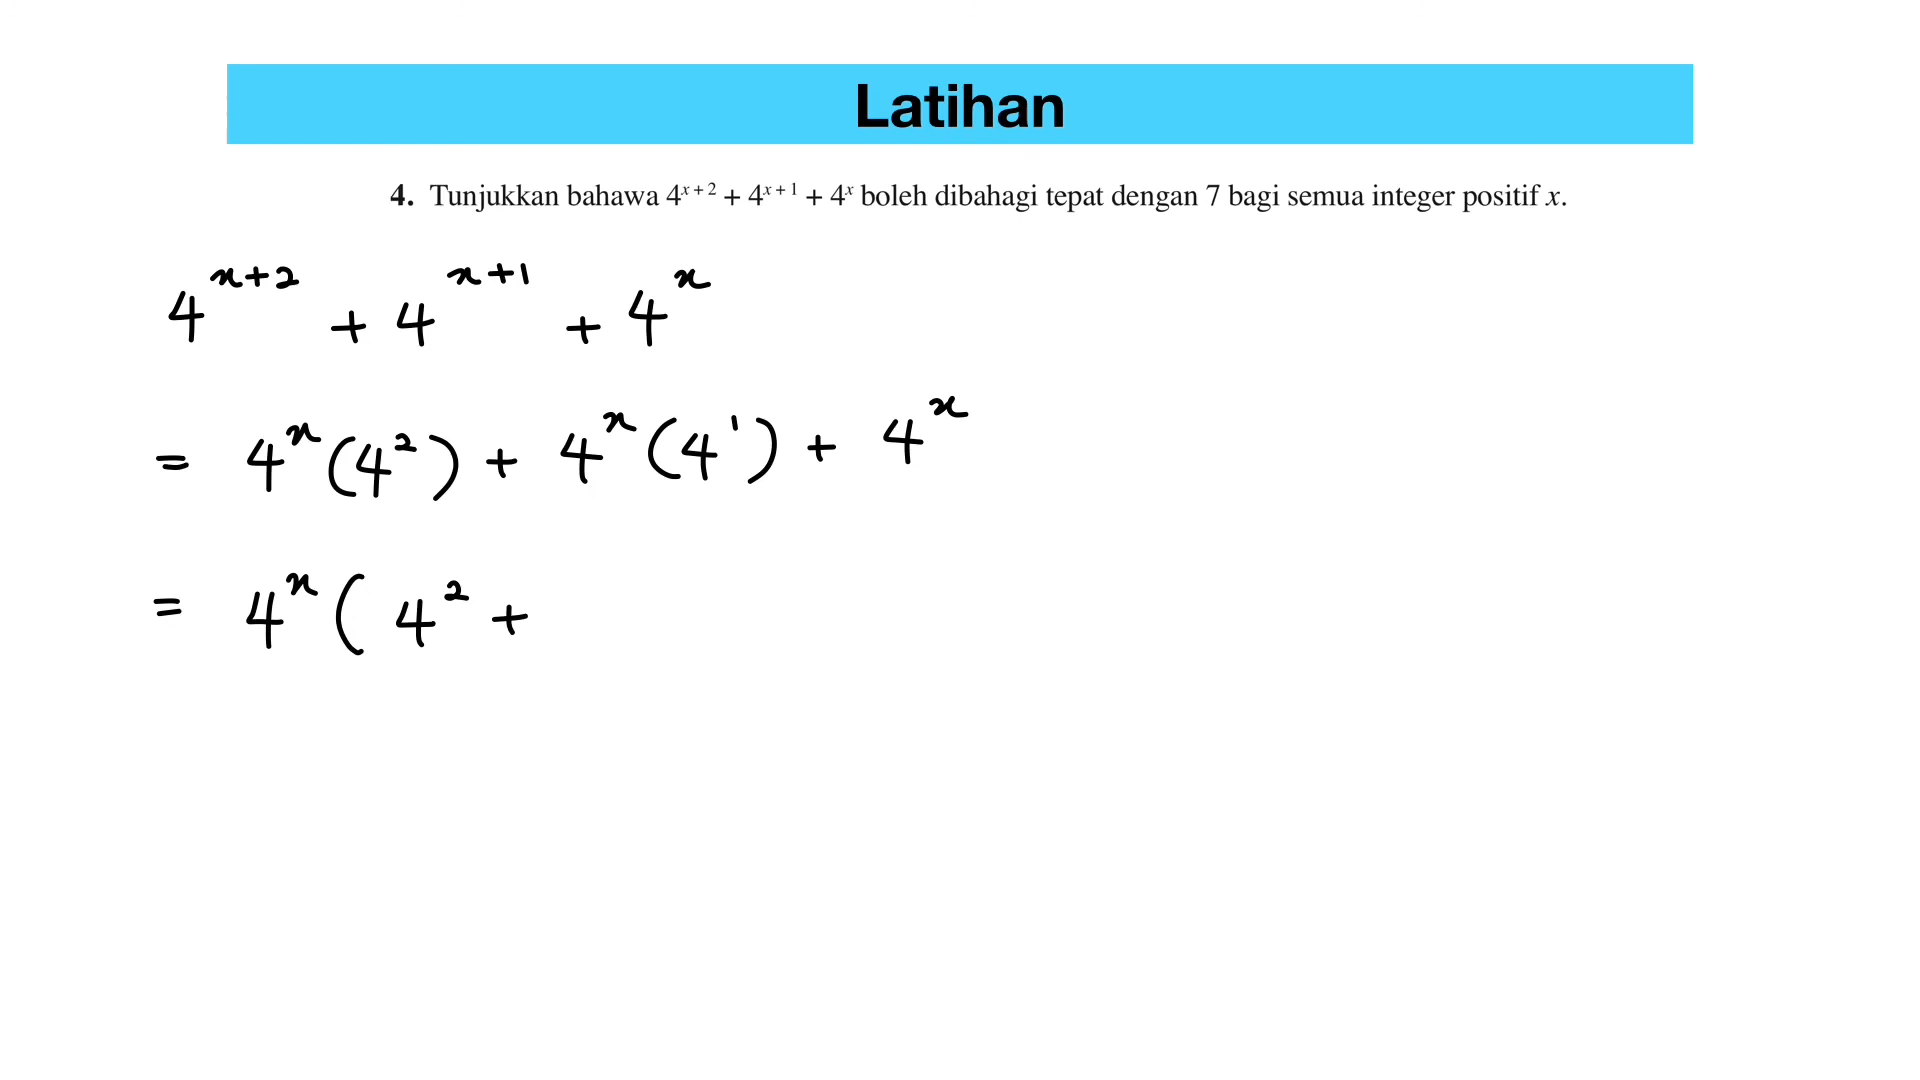 Latihan
4. Tunjukkan bahawa 4^{x+2} + 4^{x+1} + 4^x boleh dibahagi tepat dengan 7 bagi semua integer positif x.
4^{x+2} + 4^{x+1} + 4^x
= 4^x (4^2) + 4^x (4^1) + 4^x
= 4^x ( 4^2 +